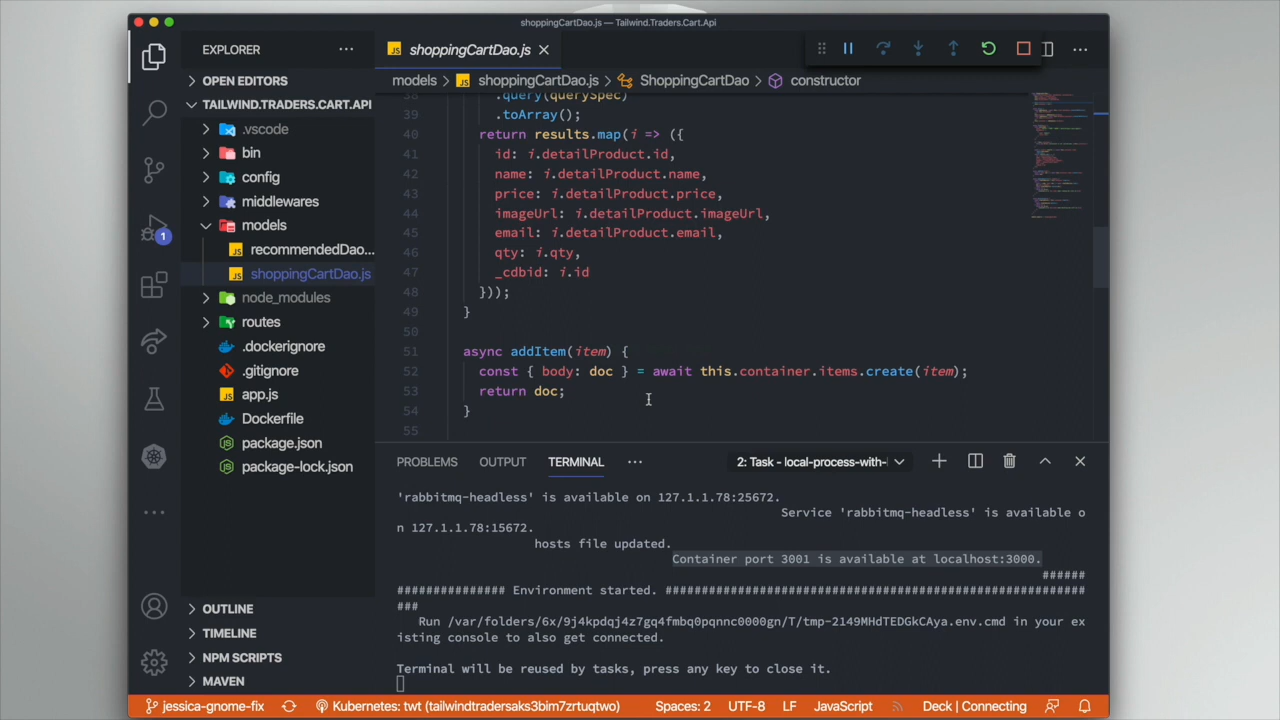 shoppingCartDao.js — Tailwind.Traders.Cart.Api
EXPLORER
shoppingCartDao.js
models
shoppingCartDao.js
ShoppingCartDao
constructor
OPEN EDITORS
TAILWIND.TRADERS.CART.API
.vscode
bin
config
middlewares
models
recommendedDao...
shoppingCartDao.js
node_modules
routes
.dockerignore
.gitignore
app.js
Dockerfile
package.json
package-lock.json
OUTLINE
TIMELINE
NPM SCRIPTS
MAVEN
1
38 .query(querySpec)
39 .toArray();
40 return results.map(i => ({
41 id: i.detailProduct.id,
42 name: i.detailProduct.name,
43 price: i.detailProduct.price,
44 imageUrl: i.detailProduct.imageUrl,
45 email: i.detailProduct.email,
46 qty: i.qty,
47 _cdbid: i.id
48 }));
49 }
50
51 async addItem(item) {
52 const { body: doc } = await this.container.items.create(item);
53 return doc;
54 }
55
PROBLEMS OUTPUT TERMINAL
2: Task - local-process-with-
'rabbitmq-headless' is available on 127.1.1.78:25672.
Service 'rabbitmq-headless' is available o
n 127.1.1.78:15672.
hosts file updated.
Container port 3001 is available at localhost:3000.
######
############### Environment started. ##########################################################
###
Run /var/folders/6x/9j4kpdqj4z7gq4fmbq0pqnnc0000gn/T/tmp-2149MHdTEDGkCAya.env.cmd in your ex
isting console to also get connected.
Terminal will be reused by tasks, press any key to close it.
jessica-gnome-fix
Kubernetes: twt (tailwindtradersaks3bim7zrtuqtwo)
Spaces: 2
UTF-8
LF
JavaScript
Deck | Connecting